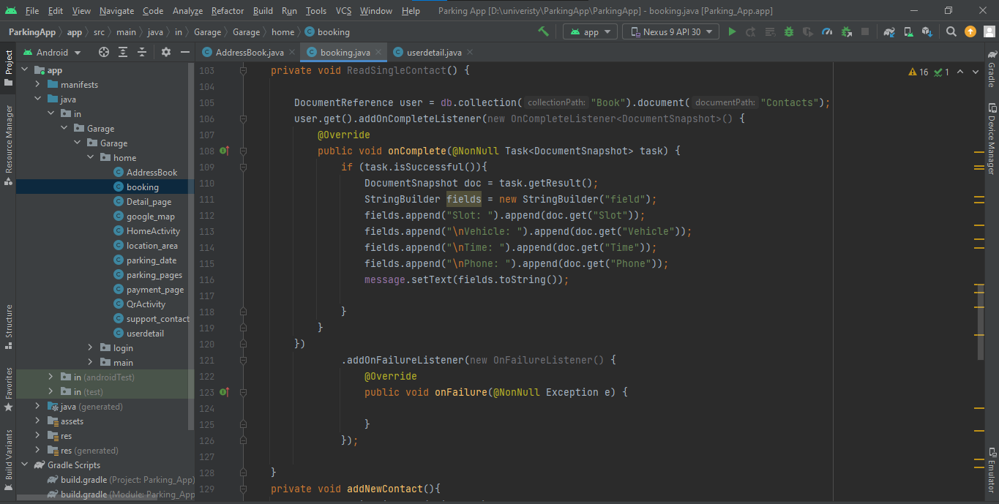 File Edit View Navigate Code Analyze Refactor Build Run Tools VCS Window Help Parking App [D:\univeristy\ParkingApp\ParkingApp] - booking.java [Parking_App.app]
ParkingApp app src main java in Garage Garage home booking app Nexus 9 API 30
Android AddressBook.java booking.java userdetail.java
Project
Resource Manager
Structure
Favorites
Build Variants
app
manifests
java
in
Garage
Garage
home
AddressBook
booking
Detail_page
google_map
HomeActivity
location_area
parking_date
parking_pages
payment_page
QrActivity
support_contact
userdetail
login
main
in (androidTest)
in (test)
java (generated)
assets
res
res (generated)
Gradle Scripts
build.gradle (Project: Parking_App)
build.gradle (Module: Parking_App
16 1
103 private void ReadSingleContact() {
104
105 DocumentReference user = db.collection( collectionPath: "Book").document( documentPath: "Contacts");
106 user.get().addOnCompleteListener(new OnCompleteListener<DocumentSnapshot>() {
107 @Override
108 public void onComplete(@NonNull Task<DocumentSnapshot> task) {
109 if (task.isSuccessful()){
110 DocumentSnapshot doc = task.getResult();
111 StringBuilder fields = new StringBuilder("field");
112 fields.append("Slot: ").append(doc.get("Slot"));
113 fields.append("\nVehicle: ").append(doc.get("Vehicle"));
114 fields.append("\nTime: ").append(doc.get("Time"));
115 fields.append("\nPhone: ").append(doc.get("Phone"));
116 message.setText(fields.toString());
117
118 }
119 }
120 })
121 .addOnFailureListener(new OnFailureListener() {
122 @Override
123 public void onFailure(@NonNull Exception e) {
124
125 }
126 });
127
128 }
129 private void addNewContact(){
Gradle
Device Manager
Emulator